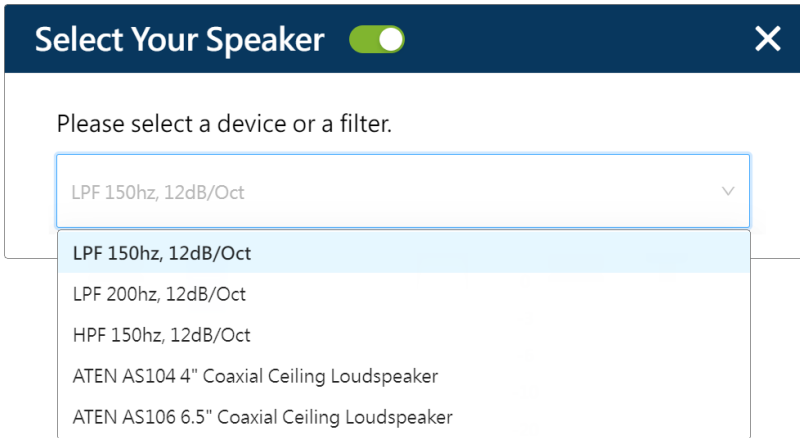 Select Your Speaker
Please select a device or a filter.
LPF 150hz, 12dB/Oct
LPF 150hz, 12dB/Oct
LPF 200hz, 12dB/Oct
HPF 150hz, 12dB/Oct
ATEN AS104 4" Coaxial Ceiling Loudspeaker
ATEN AS106 6.5" Coaxial Ceiling Loudspeaker